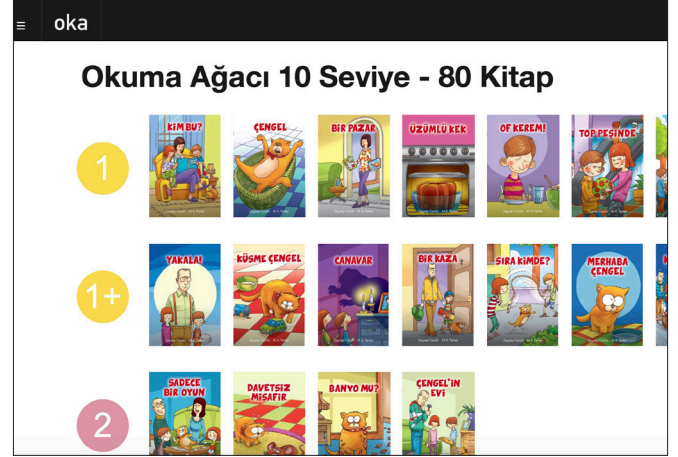 oka
Okuma Ağacı 10 Seviye - 80 Kitap
1
KİM BU?
ÇENGEL
BİR PAZAR
ÜZÜMLÜ KEK
OF KEREM!
TOP PEŞİNDE
1+
YAKALA!
KÜSME ÇENGEL
CANAVAR
BİR KAZA
SIRA KİMDE?
MERHABA
ÇENGEL
2
SADECE
BİR OYUN
DAVETSİZ
MİSAFİR
BANYO MU?
ÇENGEL'İN
EVİ